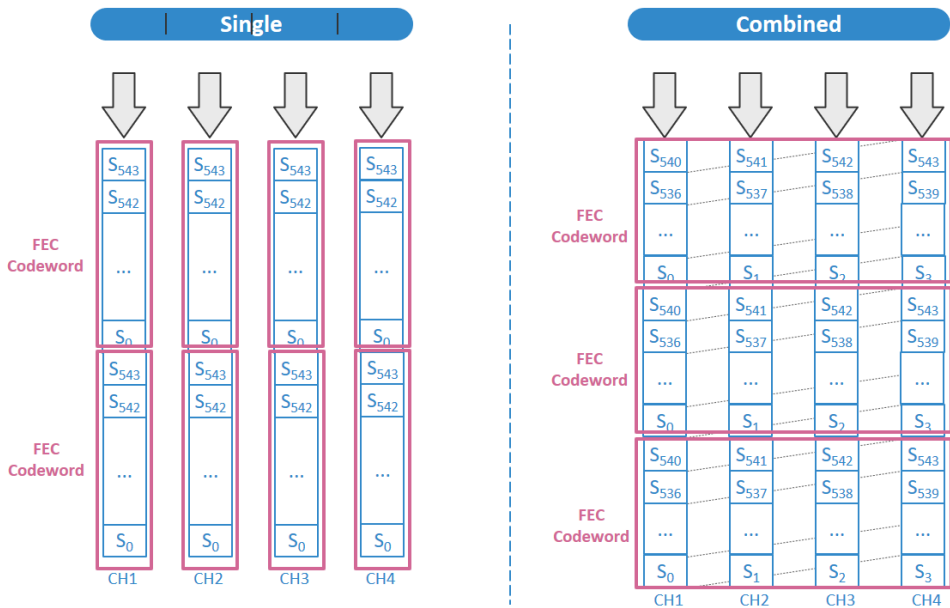 Single
Combined
S543 S543 S543 S543
S542 S542 S542 S542
FEC
Codeword
... ... ... ...
S0 S0 S0 S0
S543 S543 S543 S543
S542 S542 S542 S542
FEC
Codeword
... ... ... ...
S0 S0 S0 S0
CH1 CH2 CH3 CH4
S540 S541 S542 S543
S536 S537 S538 S539
FEC
Codeword
... ... ... ...
S0 S1 S2 S3
S540 S541 S542 S543
S536 S537 S538 S539
FEC
Codeword
... ... ... ...
S0 S1 S2 S3
S540 S541 S542 S543
S536 S537 S538 S539
FEC
Codeword
... ... ... ...
S0 S1 S2 S3
CH1 CH2 CH3 CH4